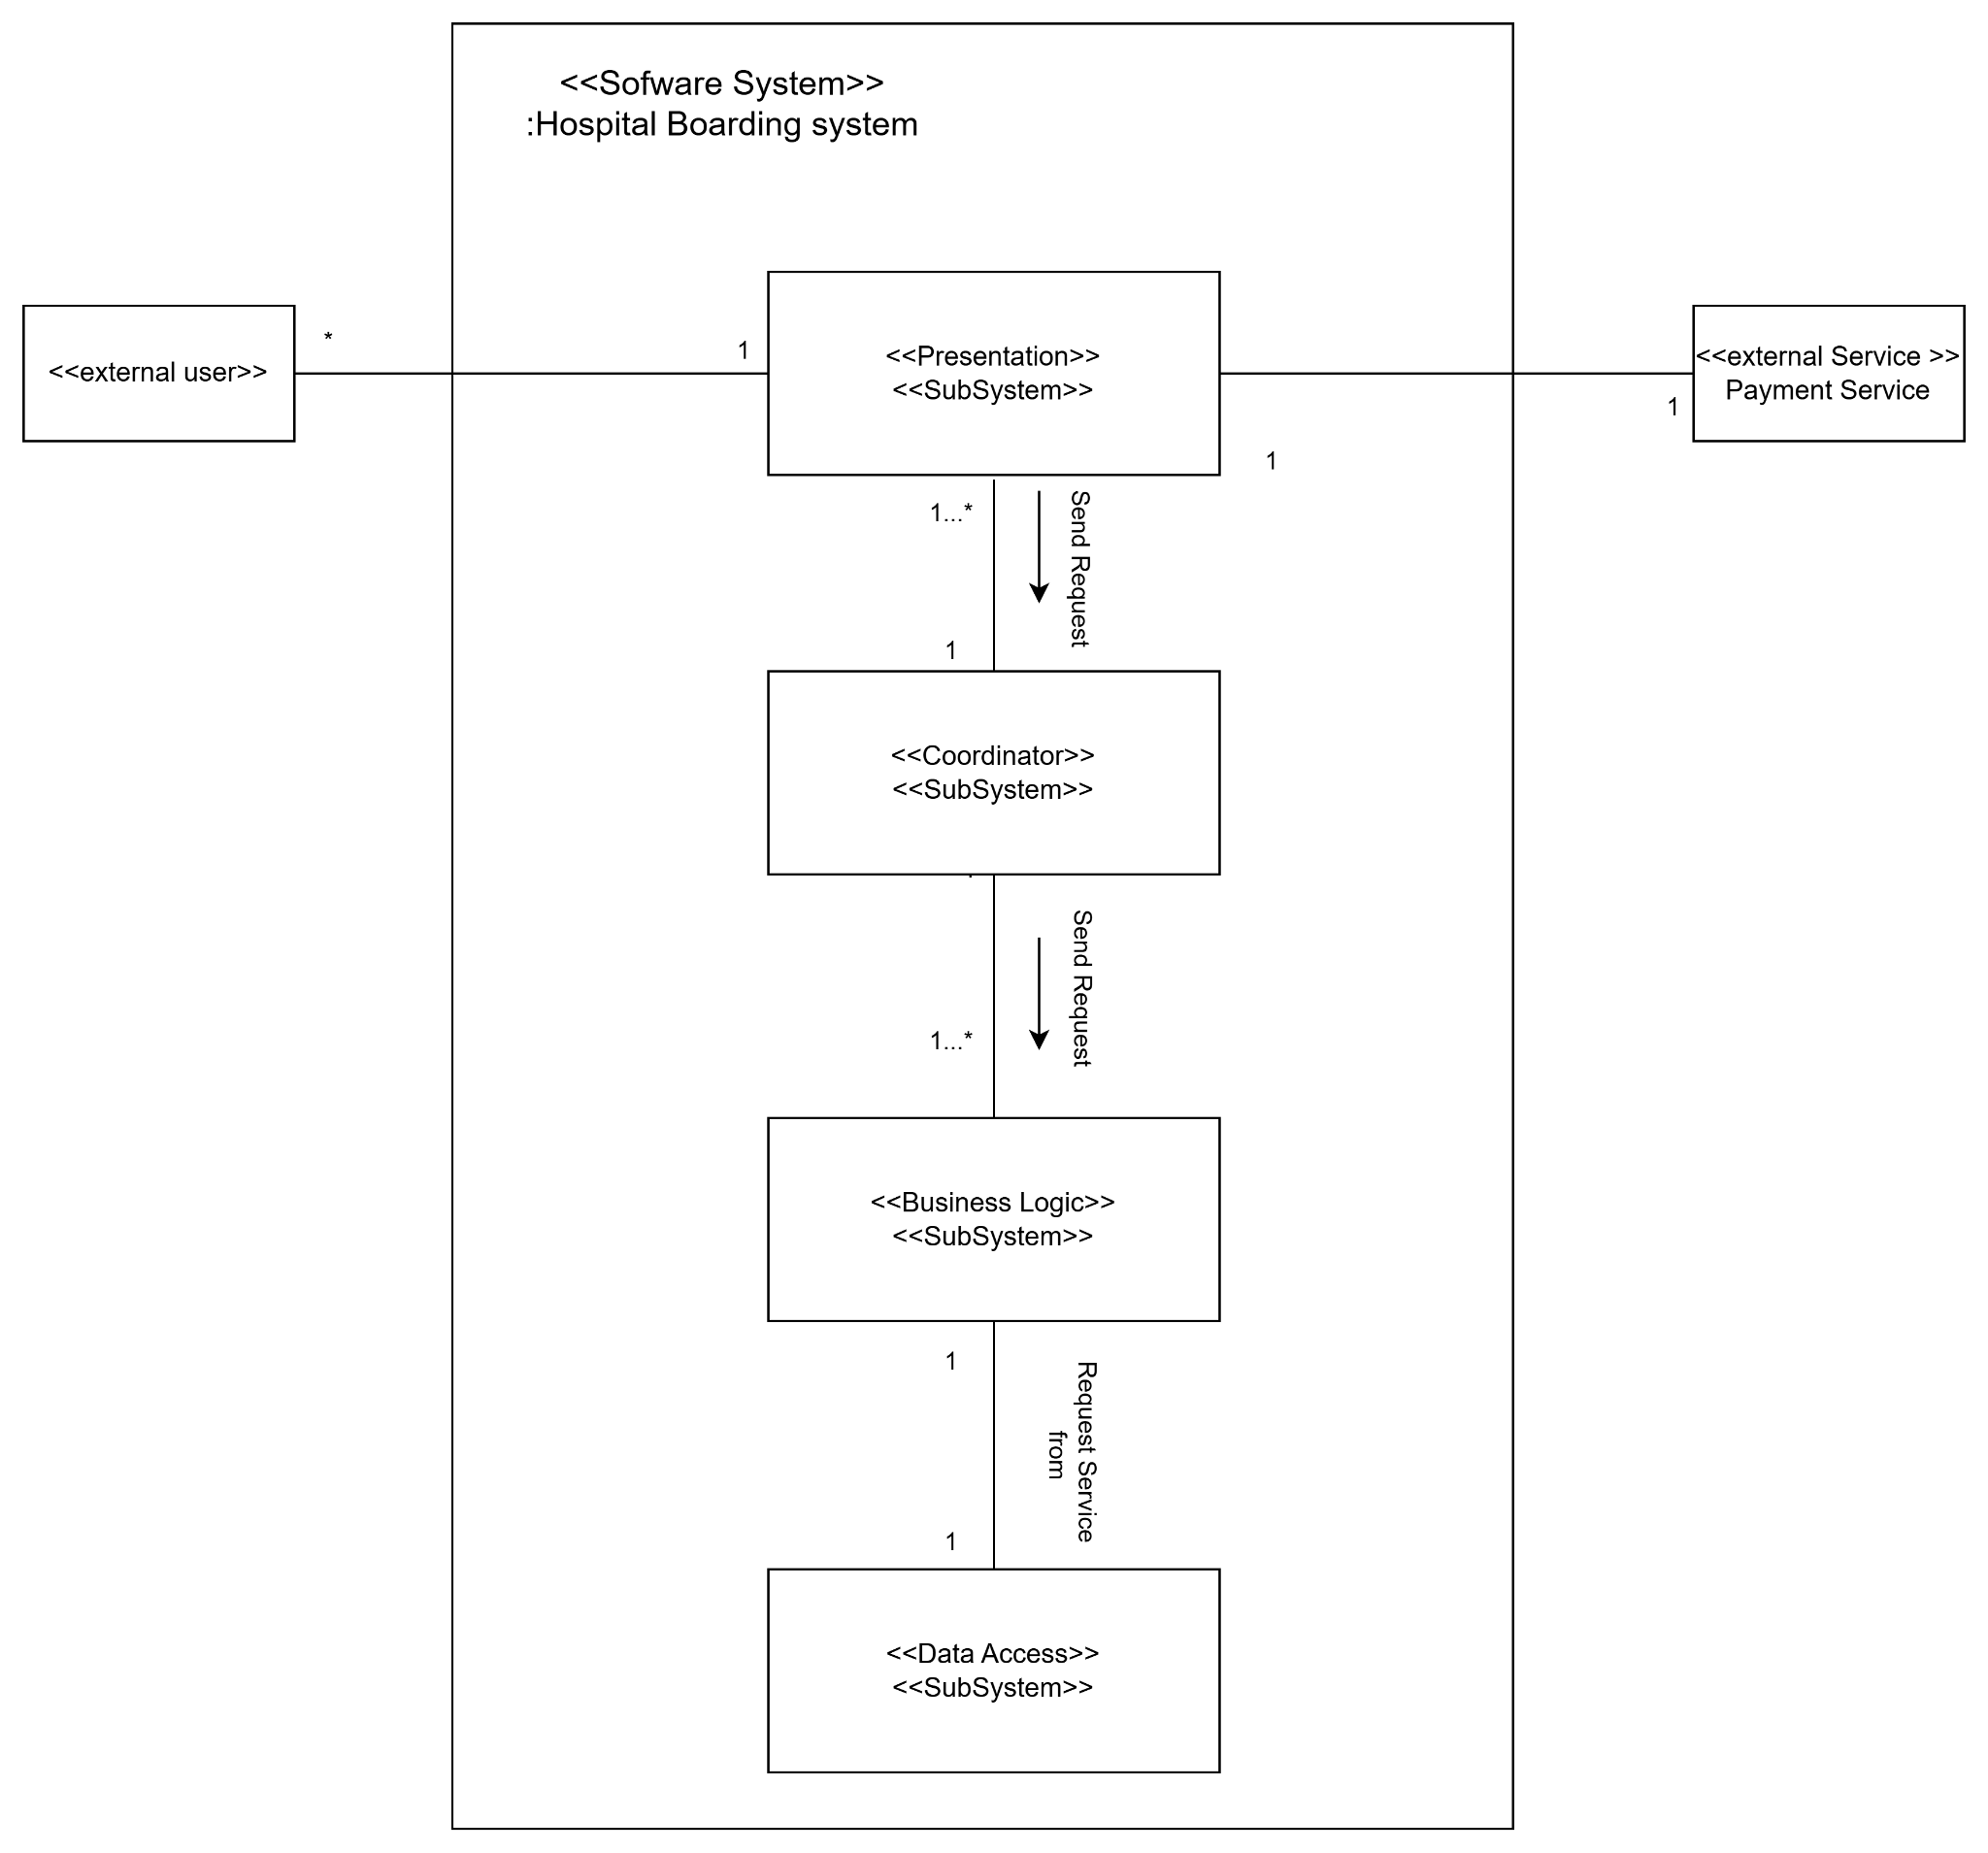 <<Sofware System>>
:Hospital Boarding system
<<external user>>
*
1
<<Presentation>>
<<SubSystem>>
<<external Service >>
Payment Service
1
1
1...*
Send Request
1
<<Coordinator>>
<<SubSystem>>
Send Request
1...*
<<Business Logic>>
<<SubSystem>>
1
Request Service
from
1
<<Data Access>>
<<SubSystem>>